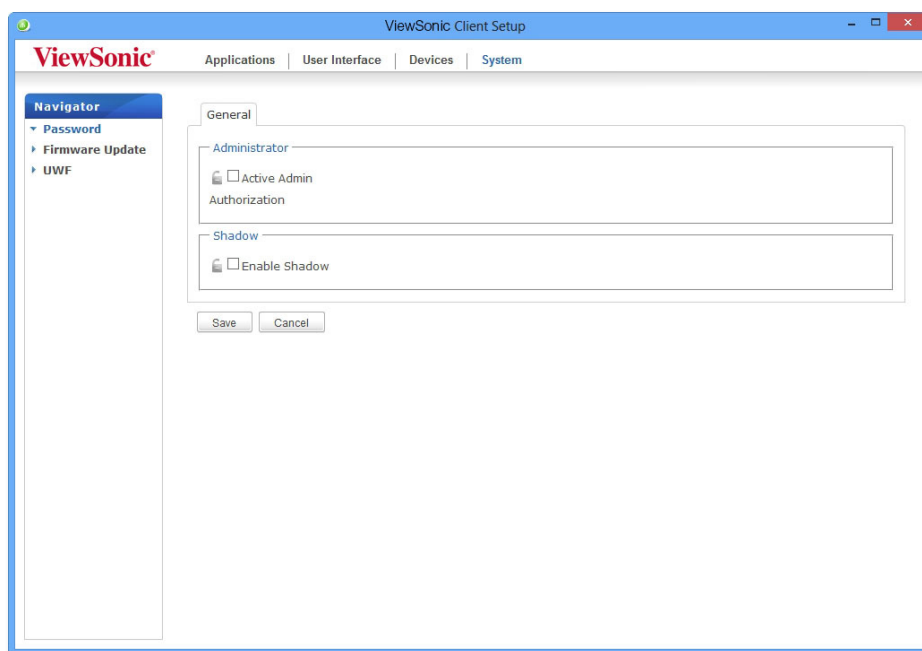 ViewSonic Client Setup
ViewSonic®
Applications | User Interface | Devices | System
Navigator
Password
Firmware Update
UWF
General
Administrator
Active Admin
Authorization
Shadow
Enable Shadow
Save Cancel